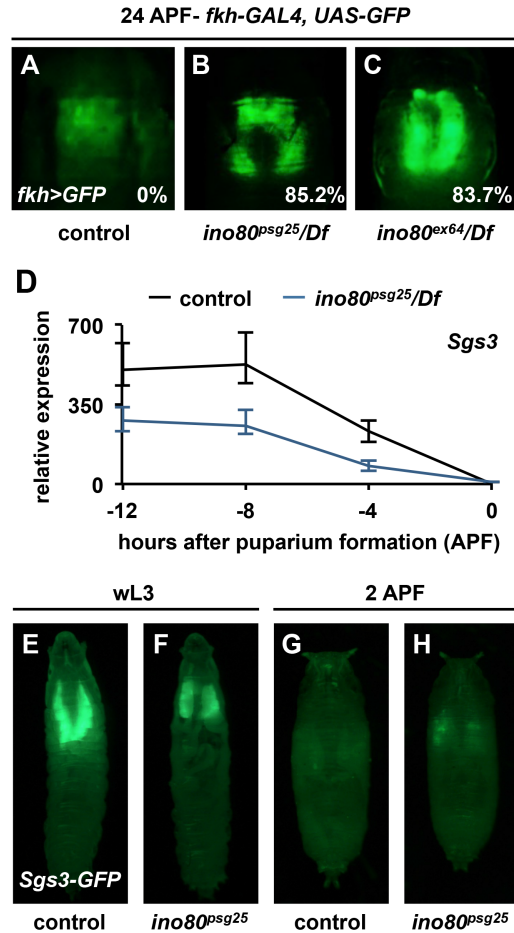 24 APF- fkh-GAL4, UAS-GFP
A B C
fkh>GFP 0% 85.2% 83.7%
control ino80psg25/Df ino80ex64/Df
D
control ino80psg25/Df
Sgs3
relative expression
700
350
0
-12 -8 -4 0
hours after puparium formation (APF)
wL3 2 APF
E F G H
Sgs3-GFP
control ino80psg25 control ino80psg25